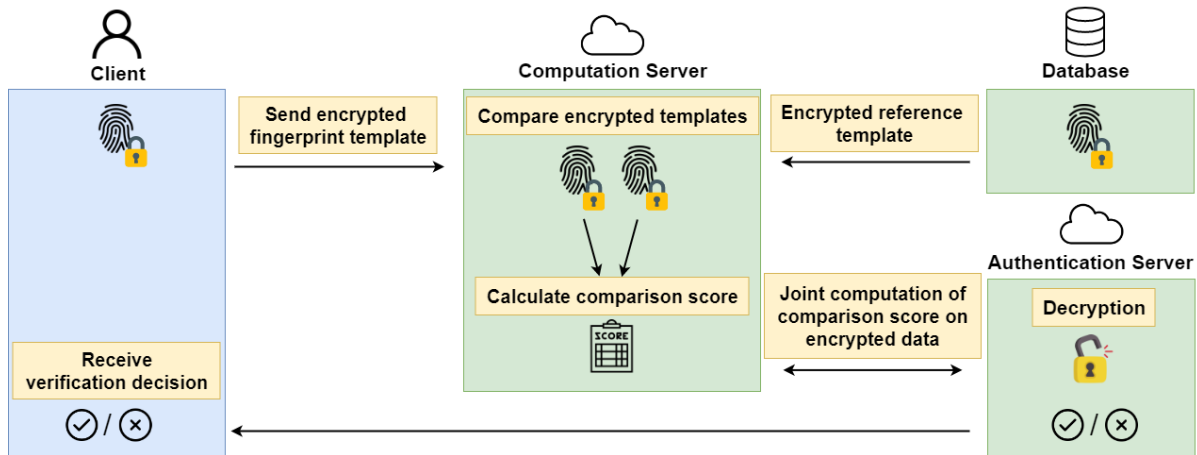 Client
Computation Server
Database
Send encrypted
fingerprint template
Compare encrypted templates
Encrypted reference
template
Authentication Server
Calculate comparison score
SCORE
Joint computation of
comparison score on
encrypted data
Decryption
Receive
verification decision
/
/